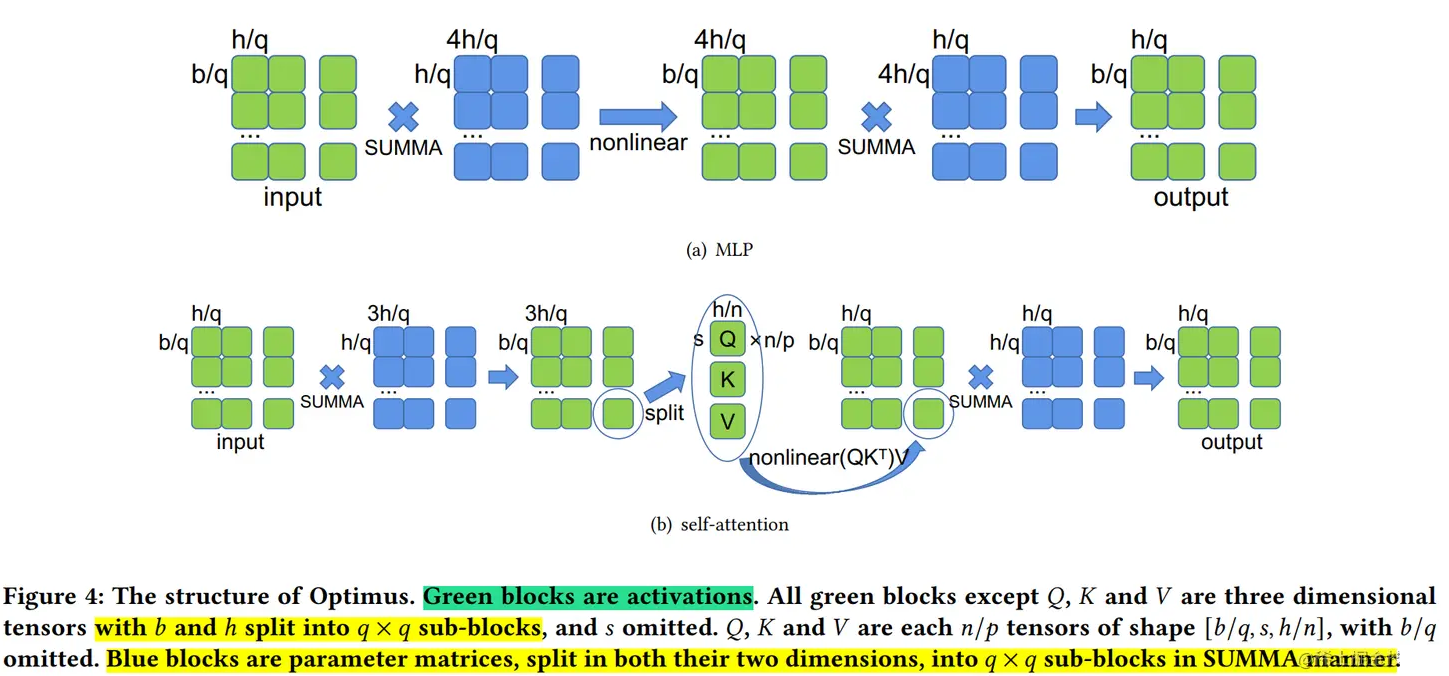 h/q 4h/q 4h/q h/q h/q
b/q h/q b/q 4h/q b/q
... ... ... ... ...
SUMMA nonlinear SUMMA
input output
(a) MLP
h/q 3h/q 3h/q h/n h/q h/q h/q
b/q h/q b/q s Q ×n/p b/q h/q b/q
K
... ... ... ... ... ...
SUMMA split V SUMMA
input nonlinear(QKᵀ)V output
(b) self-attention
Figure 4: The structure of Optimus. Green blocks are activations. All green blocks except Q, K and V are three dimensional
tensors with b and h split into q × q sub-blocks, and s omitted. Q, K and V are each n/p tensors of shape [b/q, s, h/n], with b/q
omitted. Blue blocks are parameter matrices, split in both their two dimensions, into q × q sub-blocks in SUMMA manner.